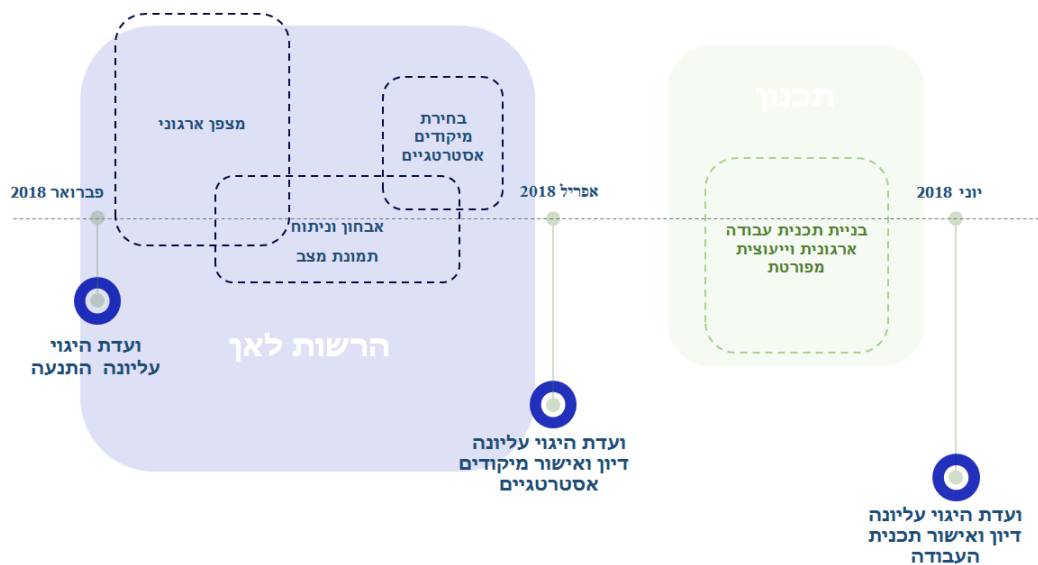 תכנון
מצפן ארגוני
בחירת
מיקודים
אסטרטגיים
פברואר 2018
אפריל 2018
יוני 2018
אבחון וניתוח
תמונת מצב
בניית תכנית עבודה
ארגונית וייעוצית
מפורטת
הרשות לאן
ועדת היגוי
עליונה התנעה
ועדת היגוי עליונה
דיון ואישור מיקודים
אסטרטגיים
ועדת היגוי עליונה
דיון ואישור תכנית
העבודה